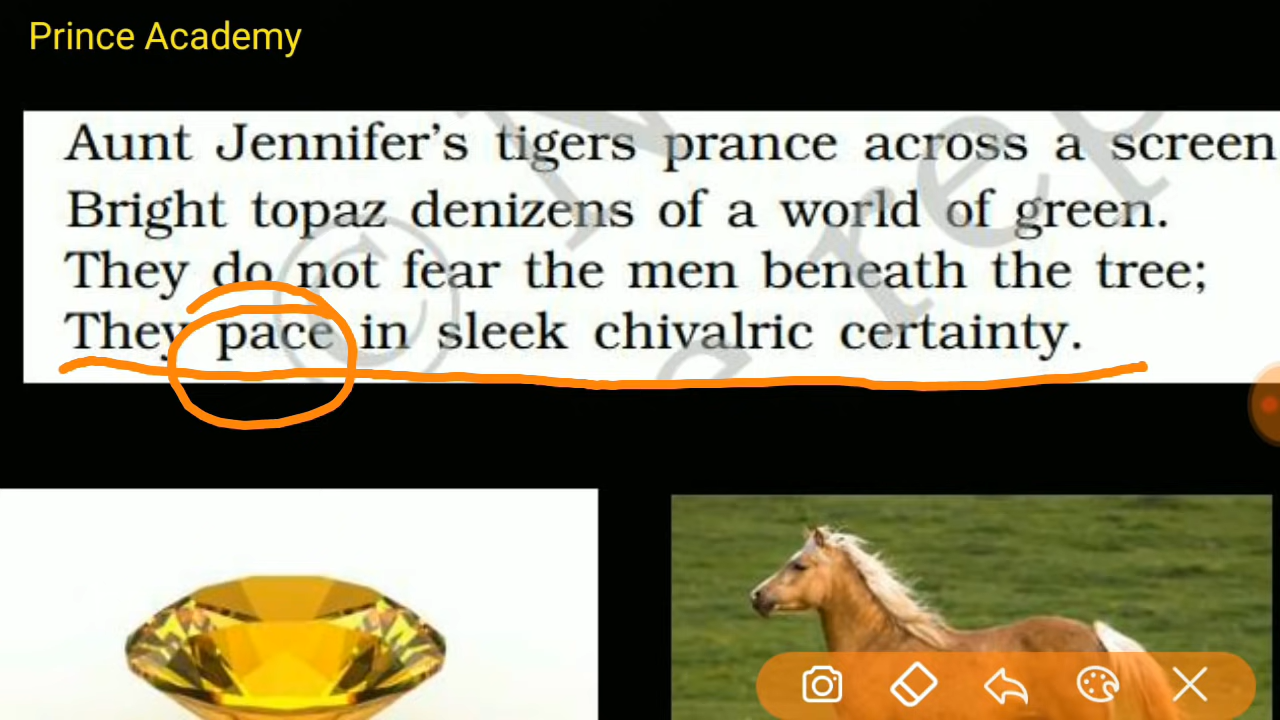 Prince Academy
Aunt Jennifer's tigers prance across a screen
Bright topaz denizens of a world of green.
They do not fear the men beneath the tree;
They pace in sleek chivalric certainty.